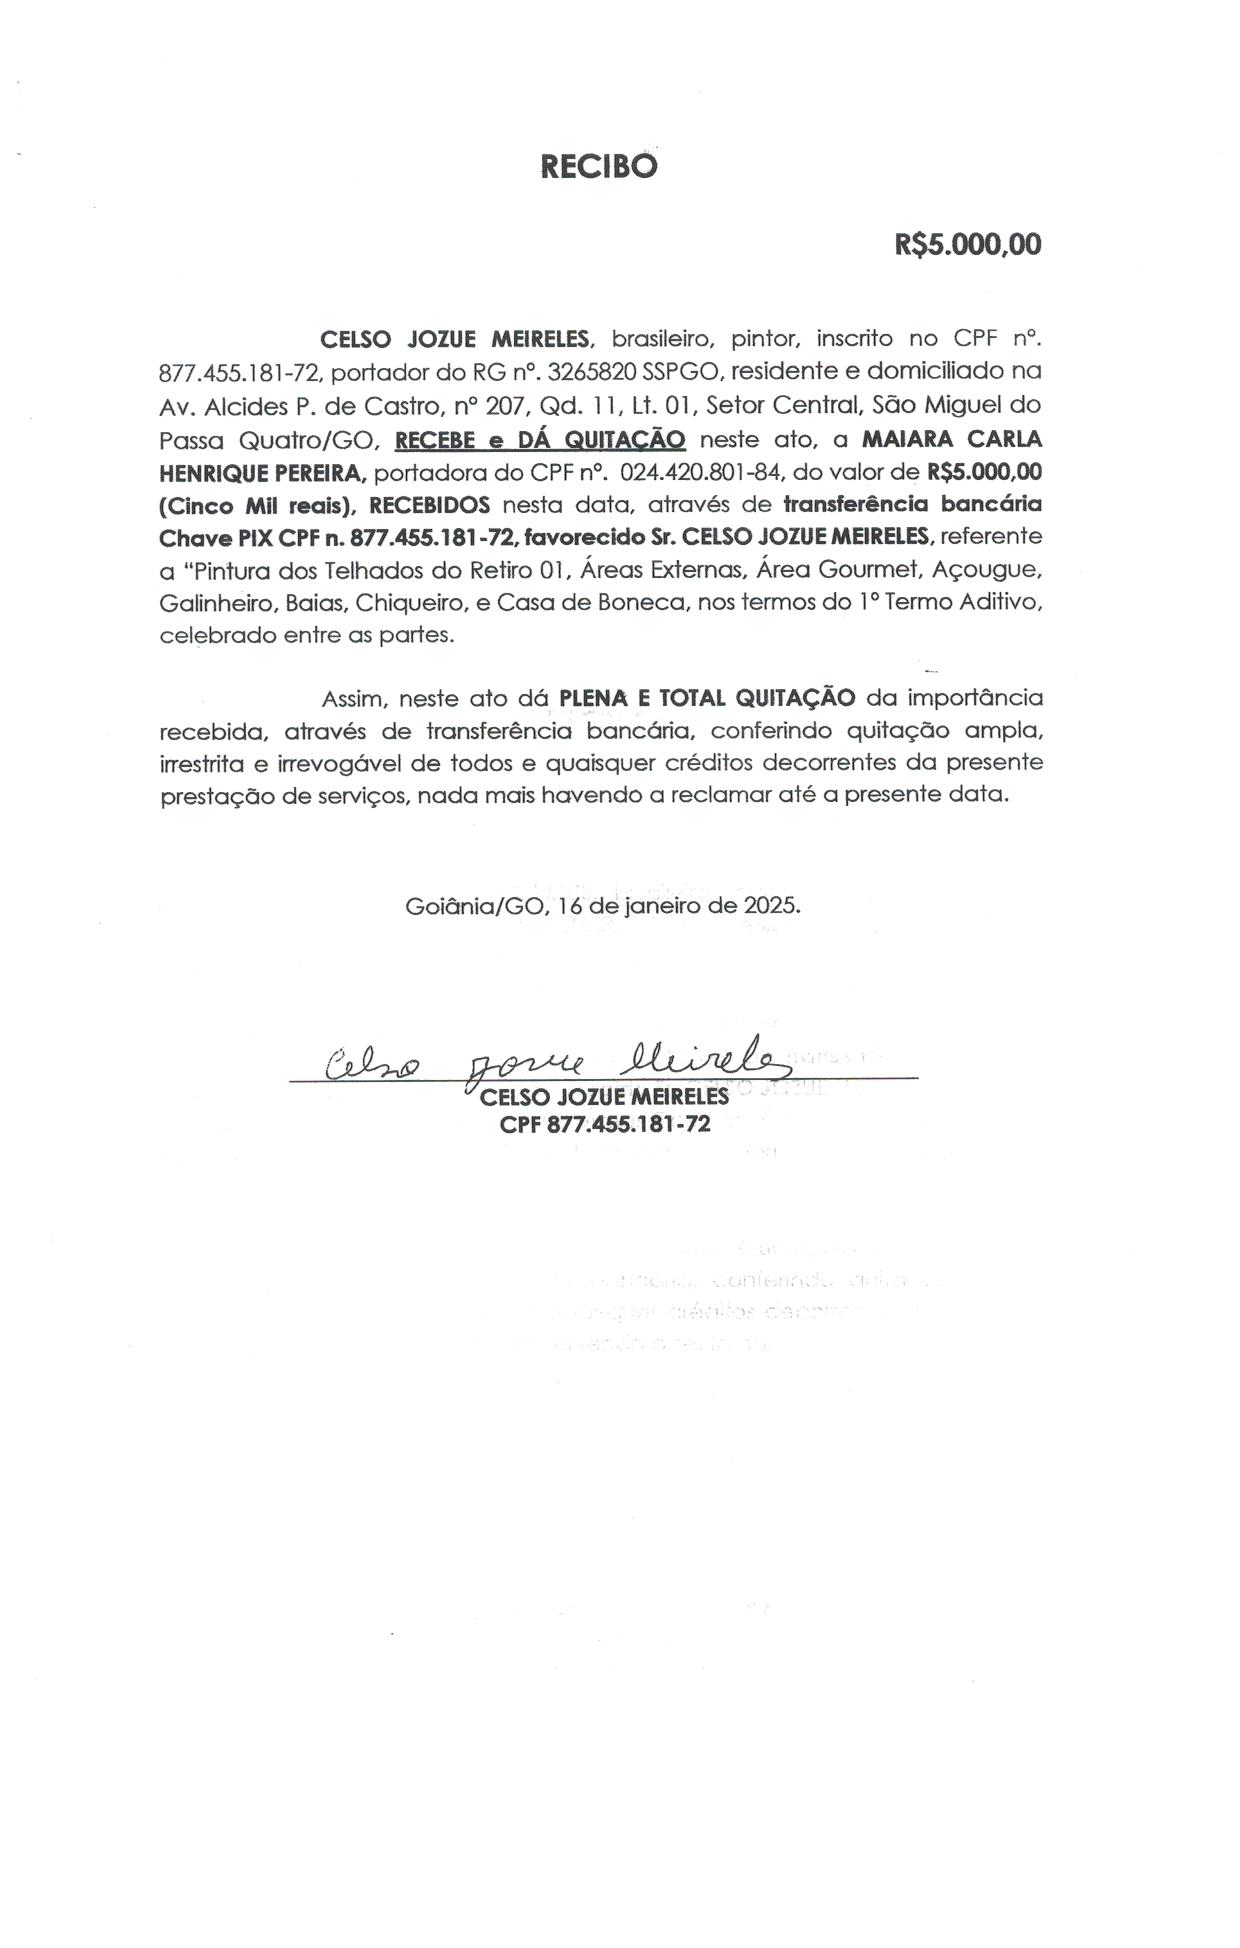 RECIBO
R$5.000,00
CELSO JOZUE MEIRELES, brasileiro, pintor, inscrito no CPF nº.
877.455.181-72, portador do RG nº. 3265820 SSPGO, residente e domiciliado na
Av. Alcides P. de Castro, nº 207, Qd. 11, Lt. 01, Setor Central, São Miguel do
Passa Quatro/GO, RECEBE e DÁ QUITAÇÃO neste ato, a MAIARA CARLA
HENRIQUE PEREIRA, portadora do CPF nº. 024.420.801-84, do valor de R$5.000,00
(Cinco Mil reais), RECEBIDOS nesta data, através de transferência bancária
Chave PIX CPF n. 877.455.181-72, favorecido Sr. CELSO JOZUE MEIRELES, referente
a "Pintura dos Telhados do Retiro 01, Áreas Externas, Área Gourmet, Açougue,
Galinheiro, Baias, Chiqueiro, e Casa de Boneca, nos termos do 1º Termo Aditivo,
celebrado entre as partes.
Assim, neste ato dá PLENA E TOTAL QUITAÇÃO da importância
recebida, através de transferência bancária, conferindo quitação ampla,
irrestrita e irrevogável de todos e quaisquer créditos decorrentes da presente
prestação de serviços, nada mais havendo a reclamar até a presente data.
Goiânia/GO, 16 de janeiro de 2025.
Celso Jozue Meireles
CELSO JOZUE MEIRELES
CPF 877.455.181-72
conferindo
créditos